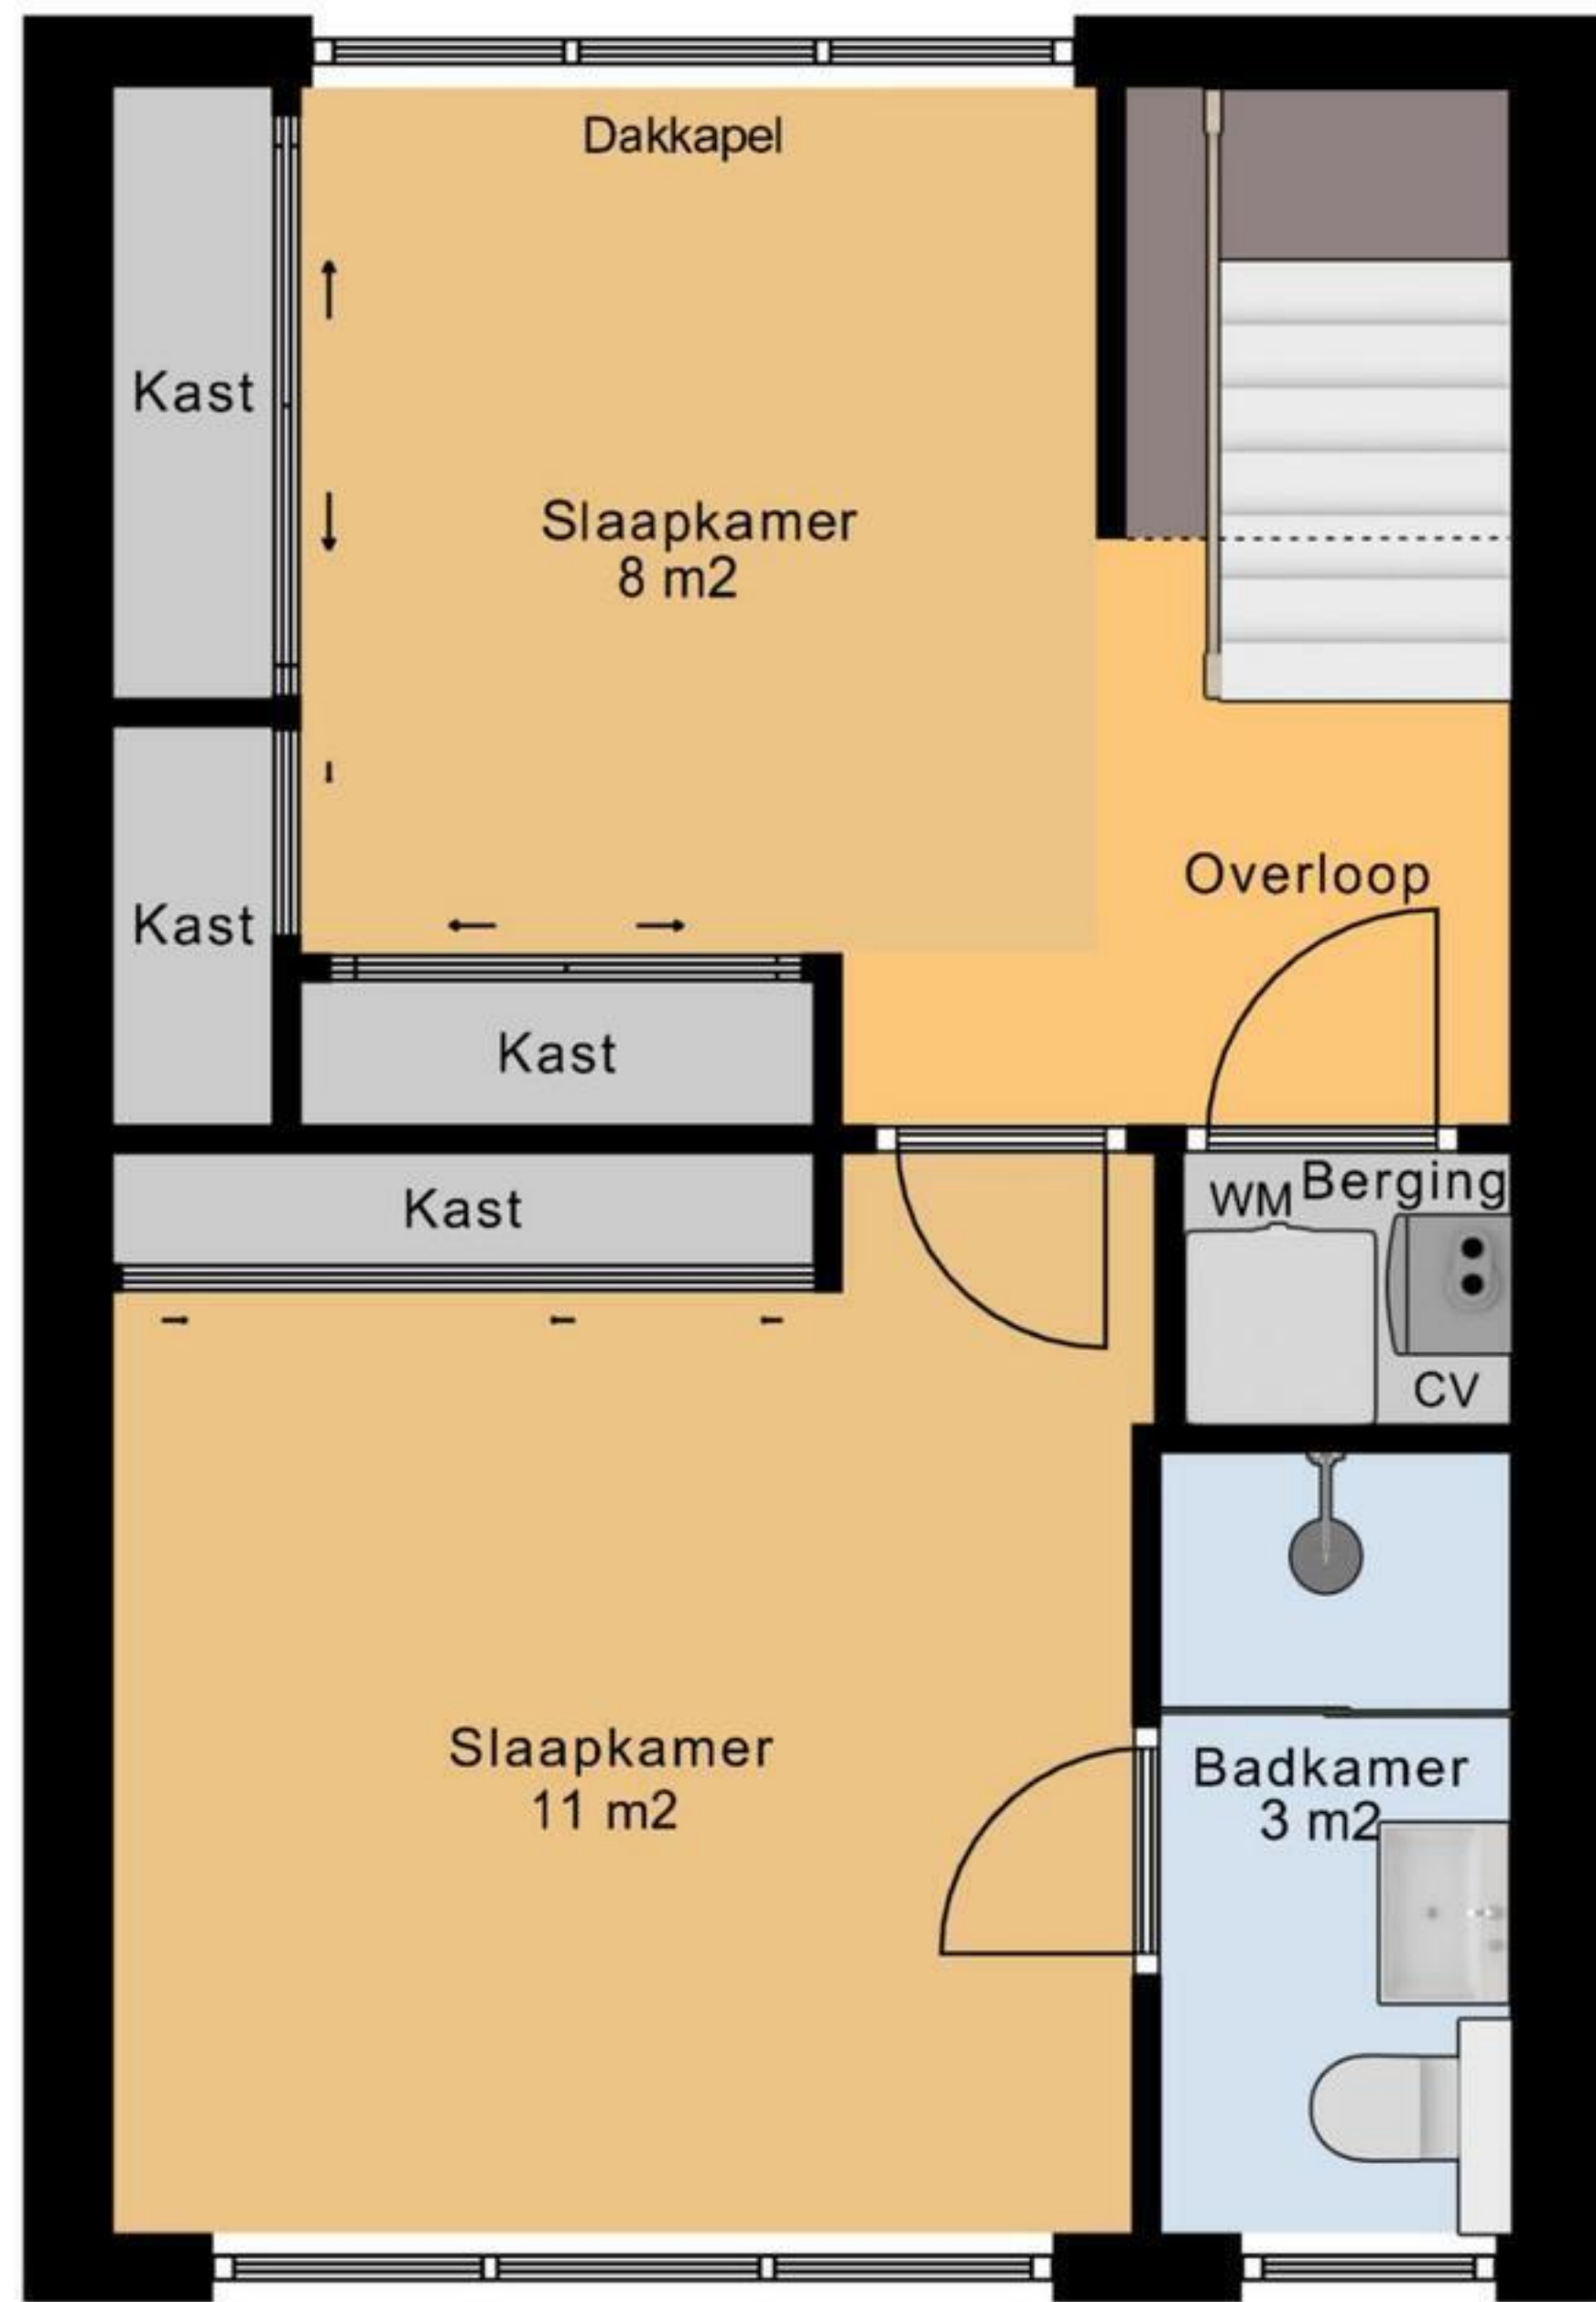 Dakkapel
Kast
Slaapkamer
8 m2
Overloop
Kast
Kast
Berging
WM
Kast
CV
Slaapkamer
11 m2
Badkamer
3 m2